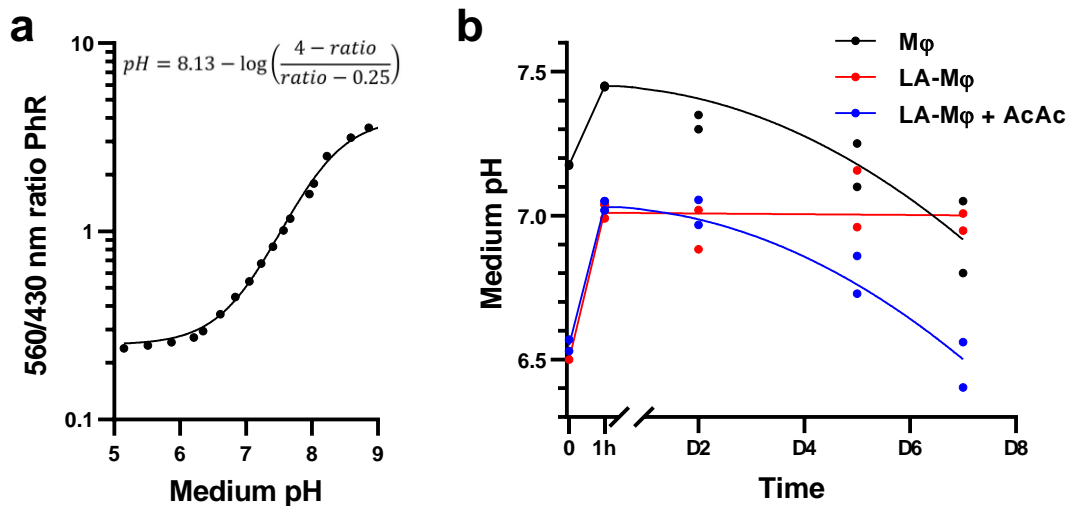 a
pH = 8.13 − log(4 − ratio / ratio − 0.25)
560/430 nm ratio PhR
10
1
0.1
5 6 7 8 9
Medium pH
b
Mφ
LA-Mφ
LA-Mφ + AcAc
Medium pH
7.5
7.0
6.5
0 1h D2 D4 D6 D8
Time